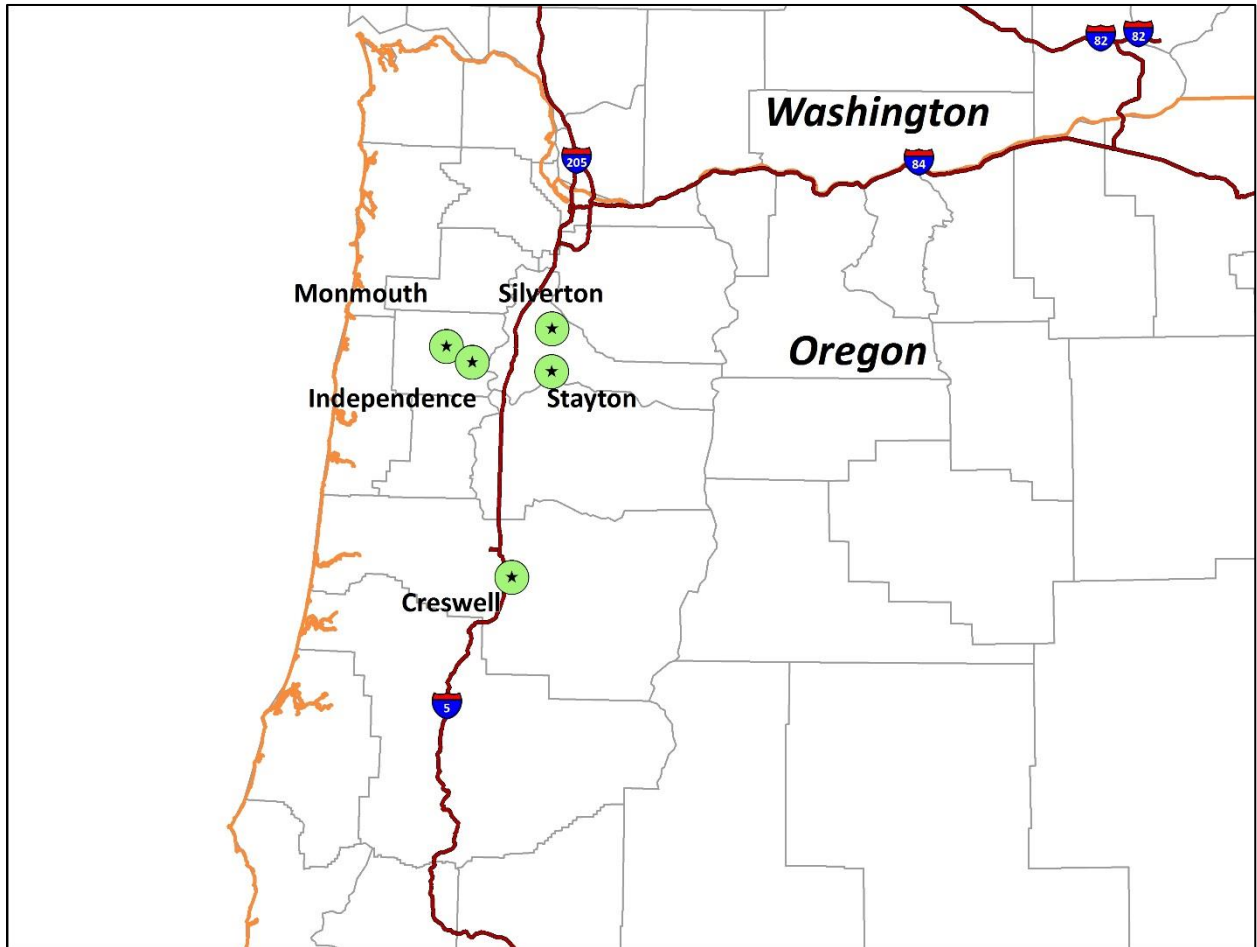 82
82
Washington
205
84
Monmouth
Silverton
Oregon
Independence
Stayton
Creswell
5